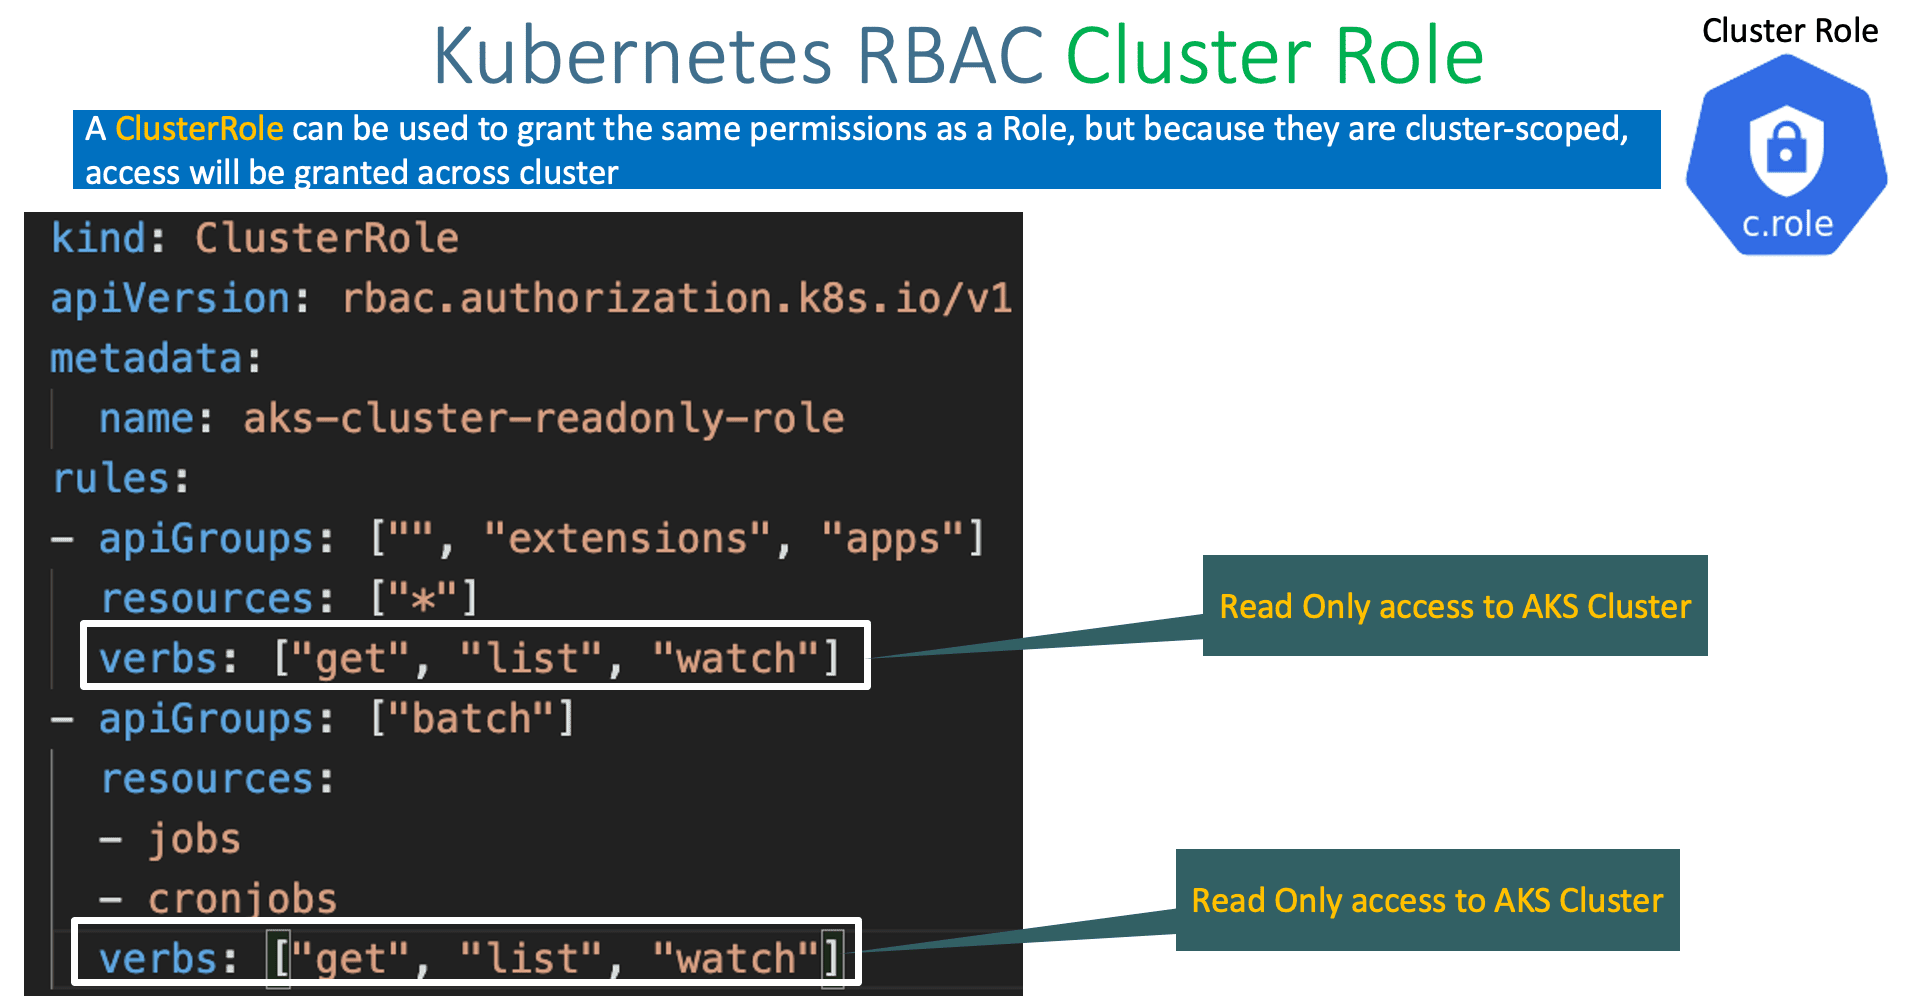 Kubernetes RBAC Cluster Role
Cluster Role
A ClusterRole can be used to grant the same permissions as a Role, but because they are cluster-scoped,
access will be granted across cluster
c.role
kind: ClusterRole
apiVersion: rbac.authorization.k8s.io/v1
metadata:
  name: aks-cluster-readonly-role
rules:
- apiGroups: ["", "extensions", "apps"]
  resources: ["*"]
  verbs: ["get", "list", "watch"]
Read Only access to AKS Cluster
- apiGroups: ["batch"]
  resources:
  - jobs
  - cronjobs
  verbs: ["get", "list", "watch"]
Read Only access to AKS Cluster